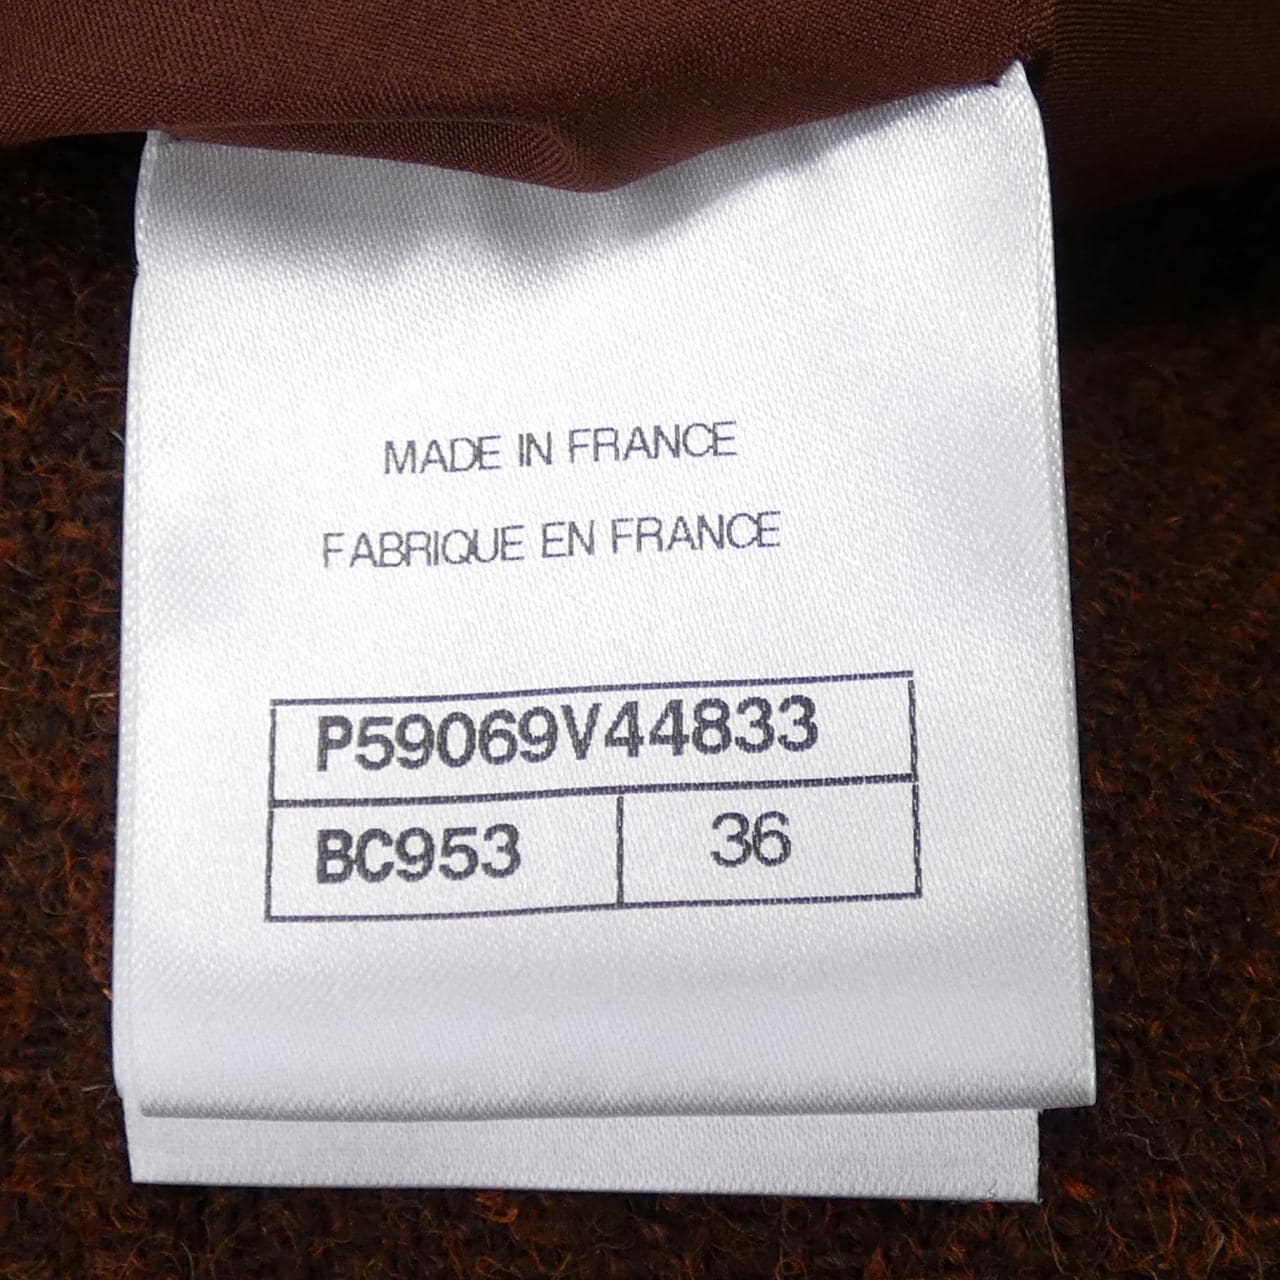 MADE IN FRANCE
FABRIQUE EN FRANCE
P59069V44833
BC953 36